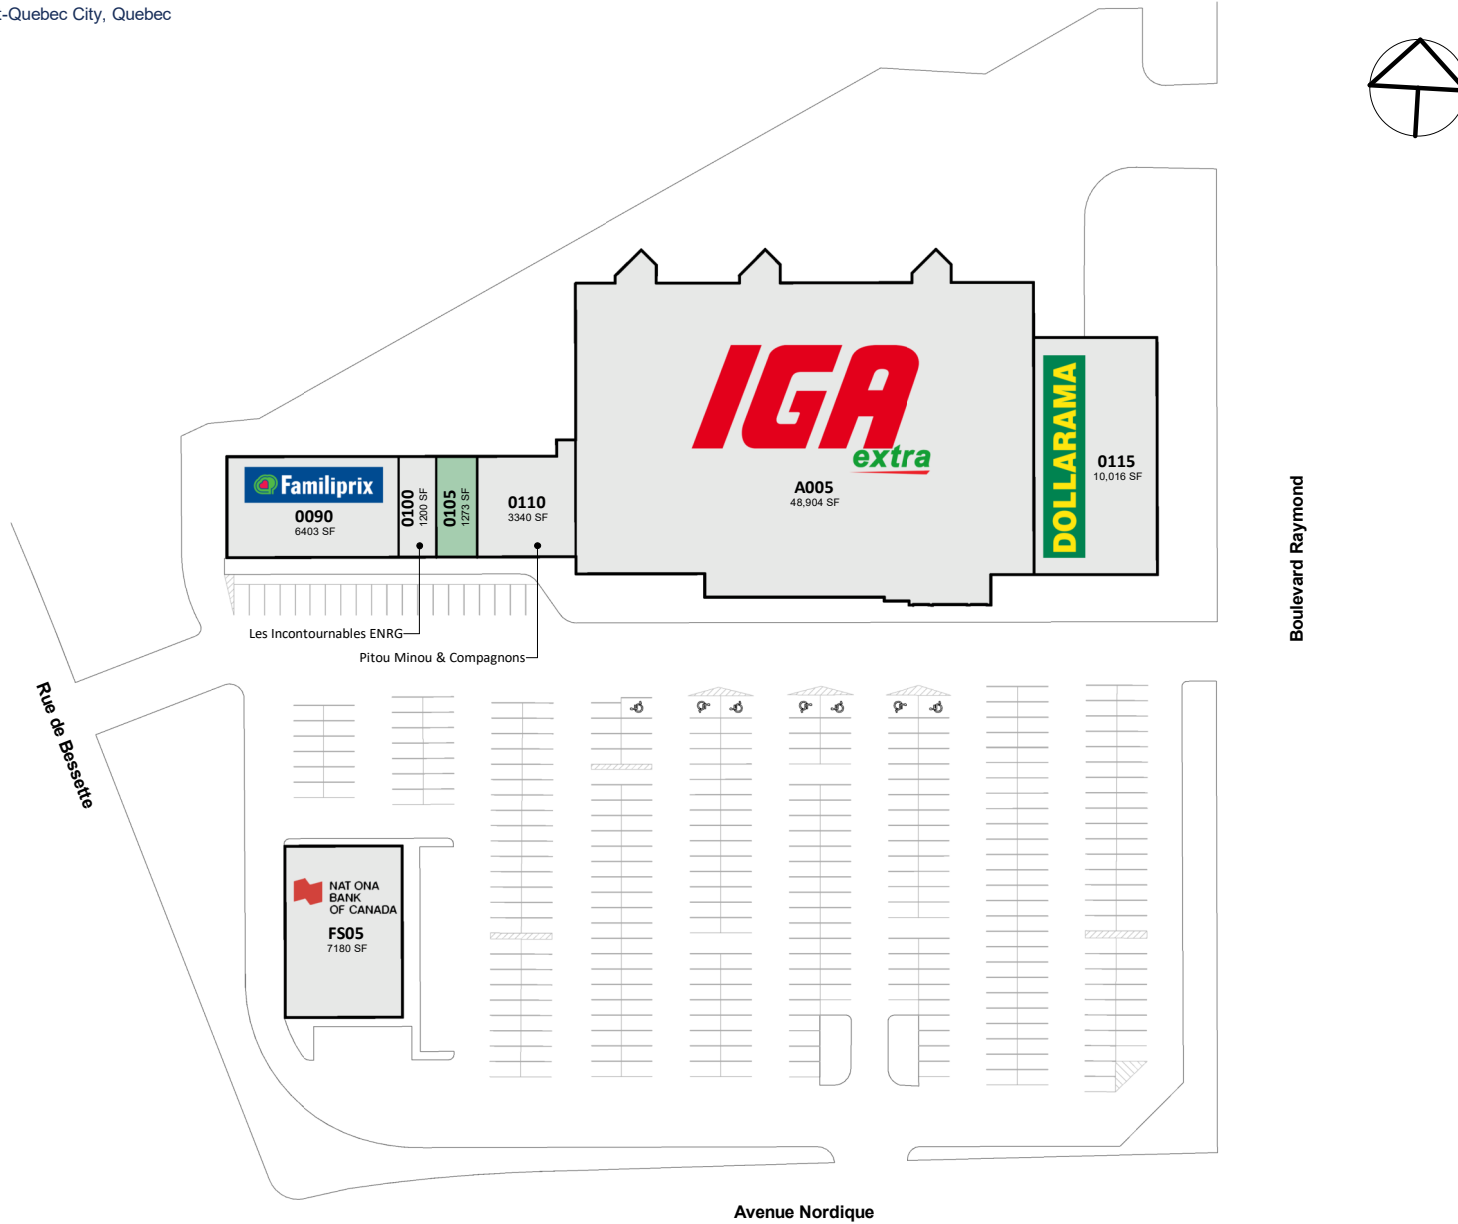 t-Quebec City, Quebec
IGA
extra
A005
48,904 SF
DOLLARAMA
0115
10,016 SF
Familiprix
0090
6403 SF
0100
1200 SF
0105
1273 SF
0110
3340 SF
Les Incontournables ENRG
Pitou Minou & Compagnons
Boulevard Raymond
Rue de Bessette
NAT ONA
BANK
OF CANADA
FS05
7180 SF
Avenue Nordique